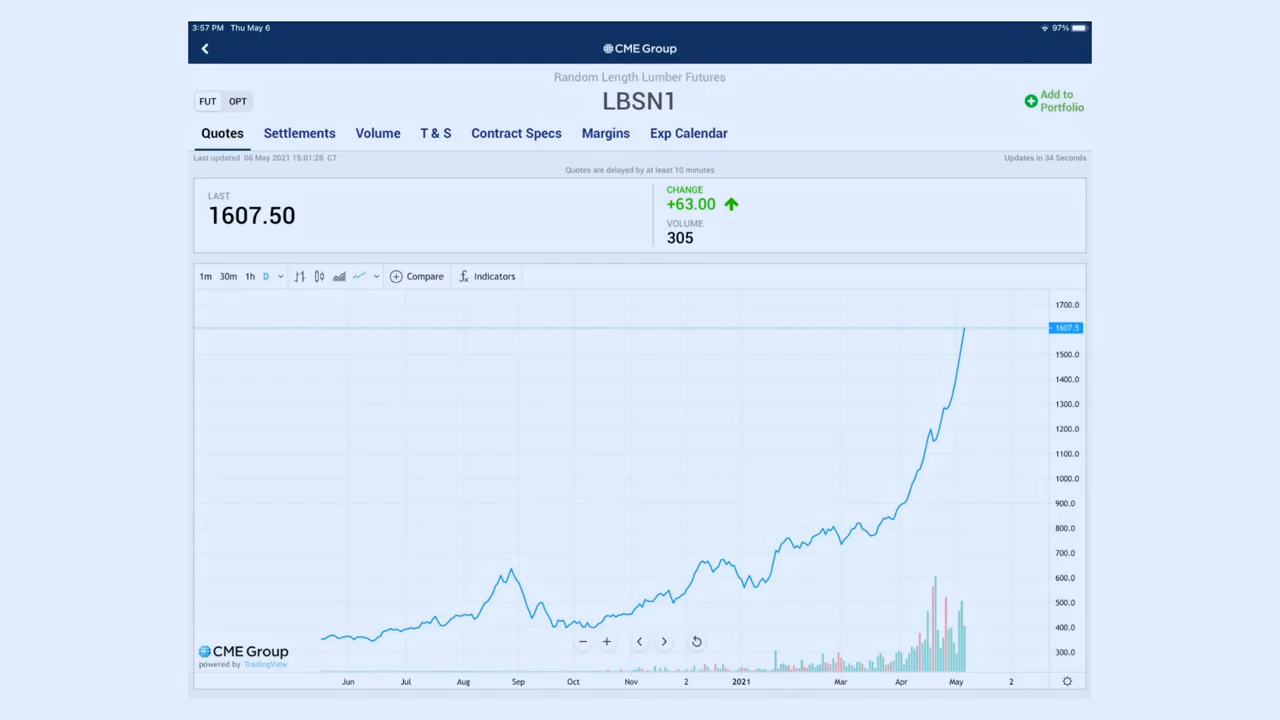 3:57 PM Thu May 6
97%
CME Group
Random Length Lumber Futures
FUT OPT
LBSN1
Add to
Portfolio
Quotes Settlements Volume T & S Contract Specs Margins Exp Calendar
Last updated 06 May 2021 15:01:28 CT
Updates in 34 Seconds
Quotes are delayed by at least 10 minutes
LAST
1607.50
CHANGE
+63.00
VOLUME
305
1m 30m 1h D Compare Indicators
1700.0
1607.5
1500.0
1400.0
1300.0
1200.0
1100.0
1000.0
900.0
800.0
700.0
600.0
500.0
400.0
300.0
CME Group
powered by TradingView
Jun Jul Aug Sep Oct Nov 2 2021 Mar Apr May 2